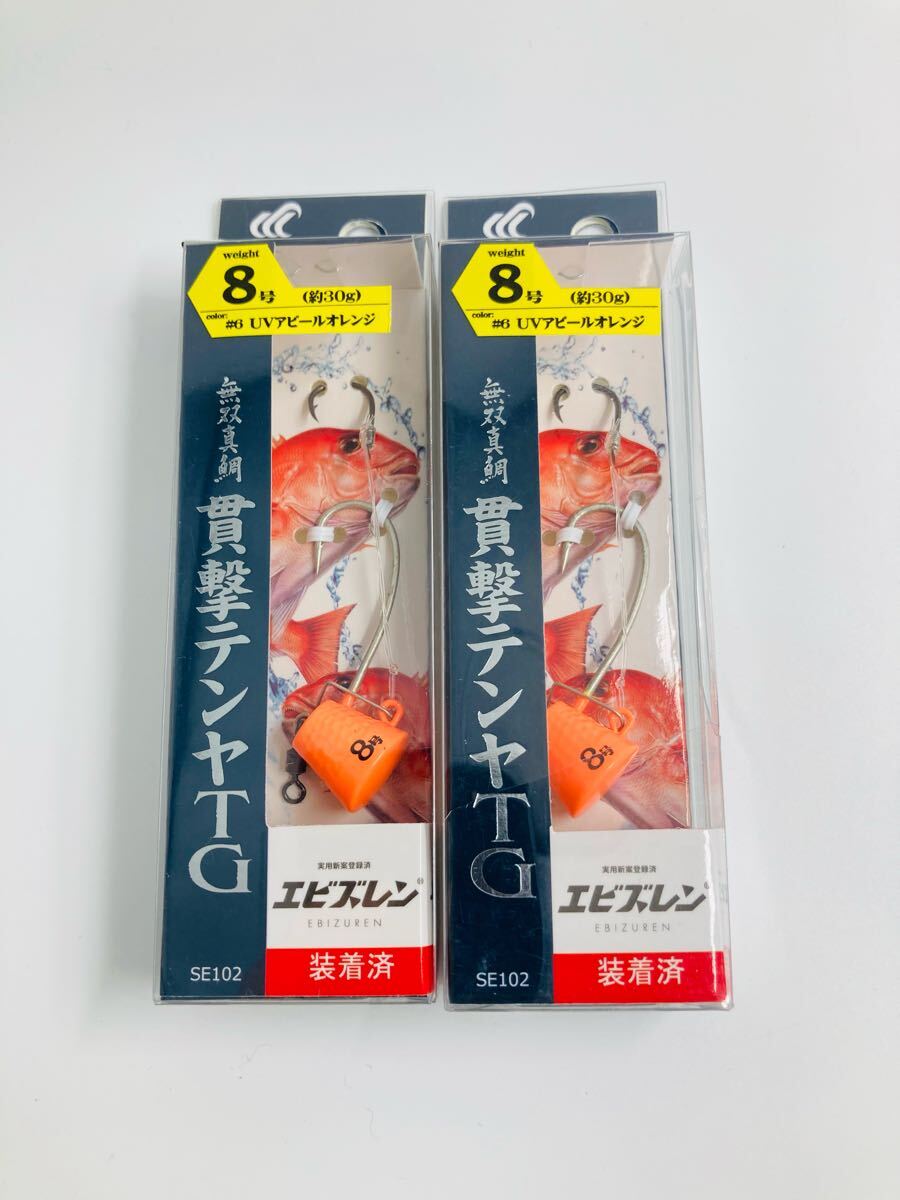 weight
8号 (約30g)
color:
#6 UVアピールオレンジ
無双真鯛
貫撃テンヤTG
8号
実用新案登録済
エビズレン®
EBIZUREN
装着済
SE102
weight
8号 (約30g)
color:
#6 UVアピールオレンジ
無双真鯛
貫撃テンヤTG
8号
実用新案登録済
エビズレン®
EBIZUREN
装着済
SE102